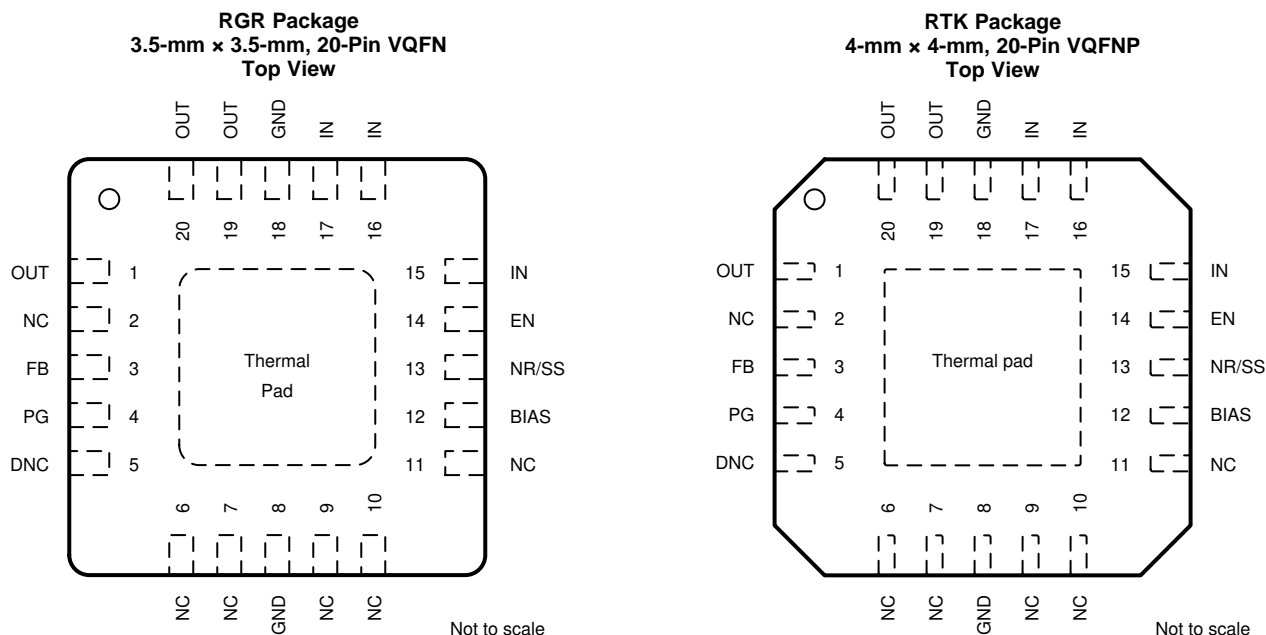 RGR Package
3.5-mm × 3.5-mm, 20-Pin VQFN
Top View
OUT
OUT
GND
IN
IN
20
19
18
17
16
OUT
1
NC
2
FB
3
PG
4
DNC
5
Thermal
Pad
15
IN
14
EN
13
NR/SS
12
BIAS
11
NC
6
7
8
9
10
NC
NC
GND
NC
NC
Not to scale
RTK Package
4-mm × 4-mm, 20-Pin VQFNP
Top View
OUT
OUT
GND
IN
IN
20
19
18
17
16
OUT
1
NC
2
FB
3
PG
4
DNC
5
Thermal pad
15
IN
14
EN
13
NR/SS
12
BIAS
11
NC
6
7
8
9
10
NC
NC
GND
NC
NC
Not to scale